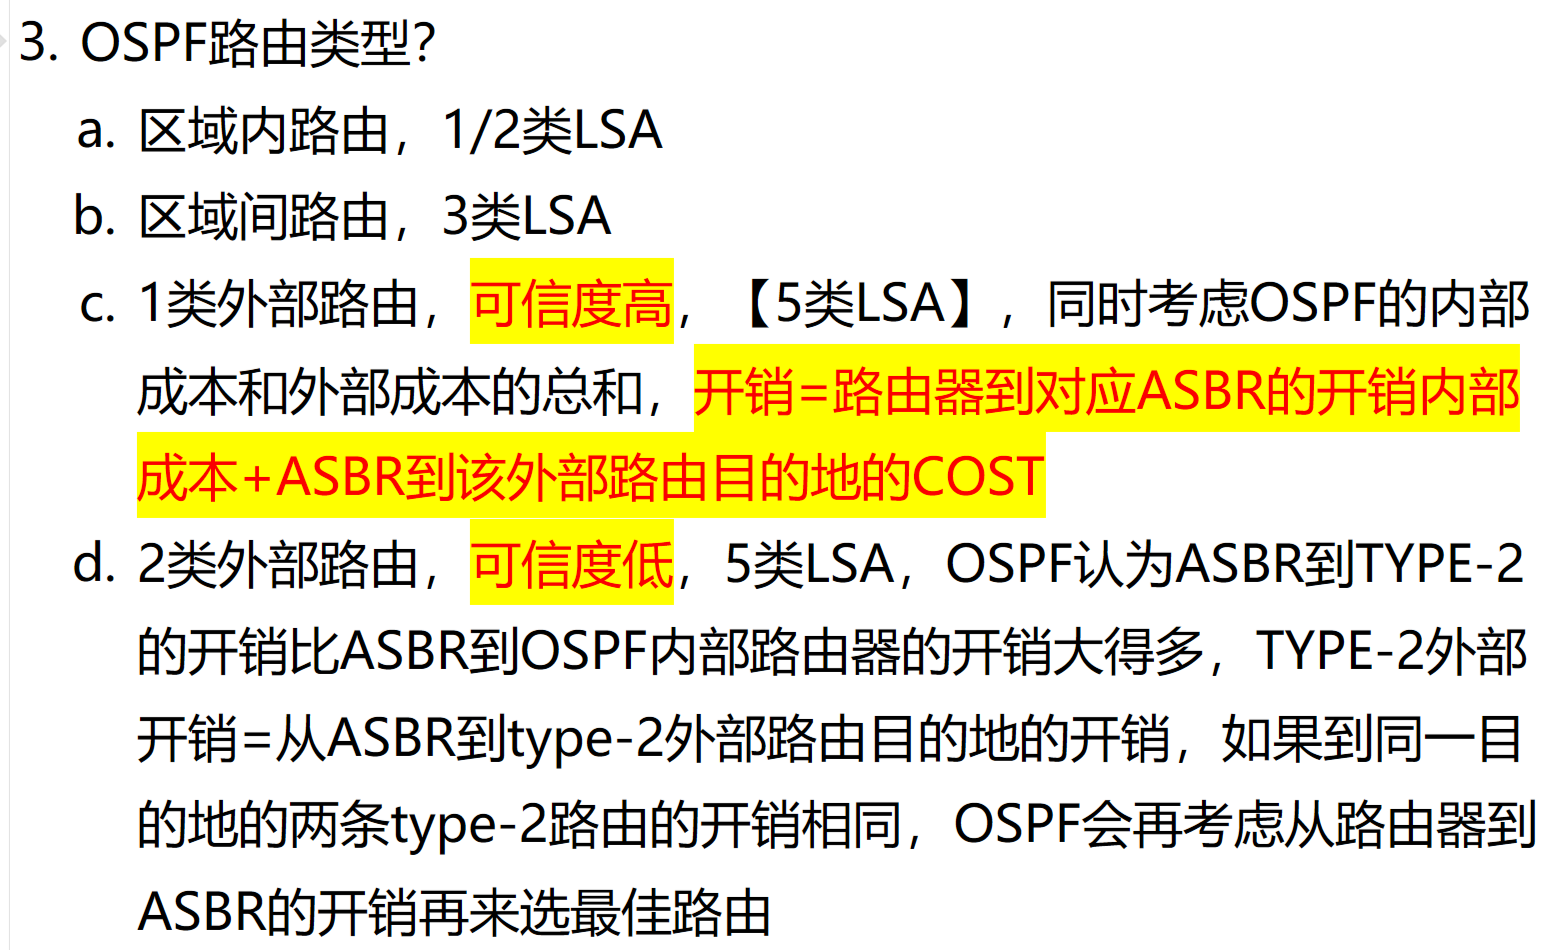 3. OSPF路由类型?
a. 区域内路由，1/2类LSA
b. 区域间路由，3类LSA
c. 1类外部路由，可信度高，【5类LSA】，同时考虑OSPF的内部
成本和外部成本的总和，开销=路由器到对应ASBR的开销内部
成本+ASBR到该外部路由目的地的COST
d. 2类外部路由，可信度低，5类LSA，OSPF认为ASBR到TYPE-2
的开销比ASBR到OSPF内部路由器的开销大得多，TYPE-2外部
开销=从ASBR到type-2外部路由目的地的开销，如果到同一目
的地的两条type-2路由的开销相同，OSPF会再考虑从路由器到
ASBR的开销再来选最佳路由